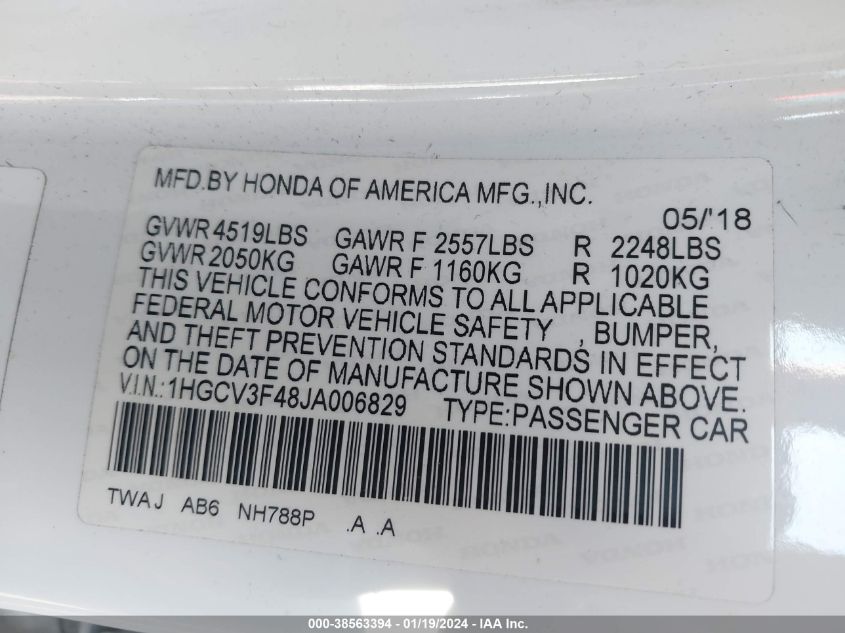 MFD.BY HONDA OF AMERICA MFG.,INC.
05/'18
GVWR 4519LBS GAWR F 2557LBS R 2248LBS
GVWR 2050KG GAWR F 1160KG R 1020KG
THIS VEHICLE CONFORMS TO ALL APPLICABLE
FEDERAL MOTOR VEHICLE SAFETY , BUMPER,
AND THEFT PREVENTION STANDARDS IN EFFECT
ON THE DATE OF MANUFACTURE SHOWN ABOVE.
V.I.N.: 1HGCV3F48JA006829 TYPE:PASSENGER CAR
TWAJ AB6 NH788P .A .A
000-38563394 - 01/19/2024 - IAA Inc.